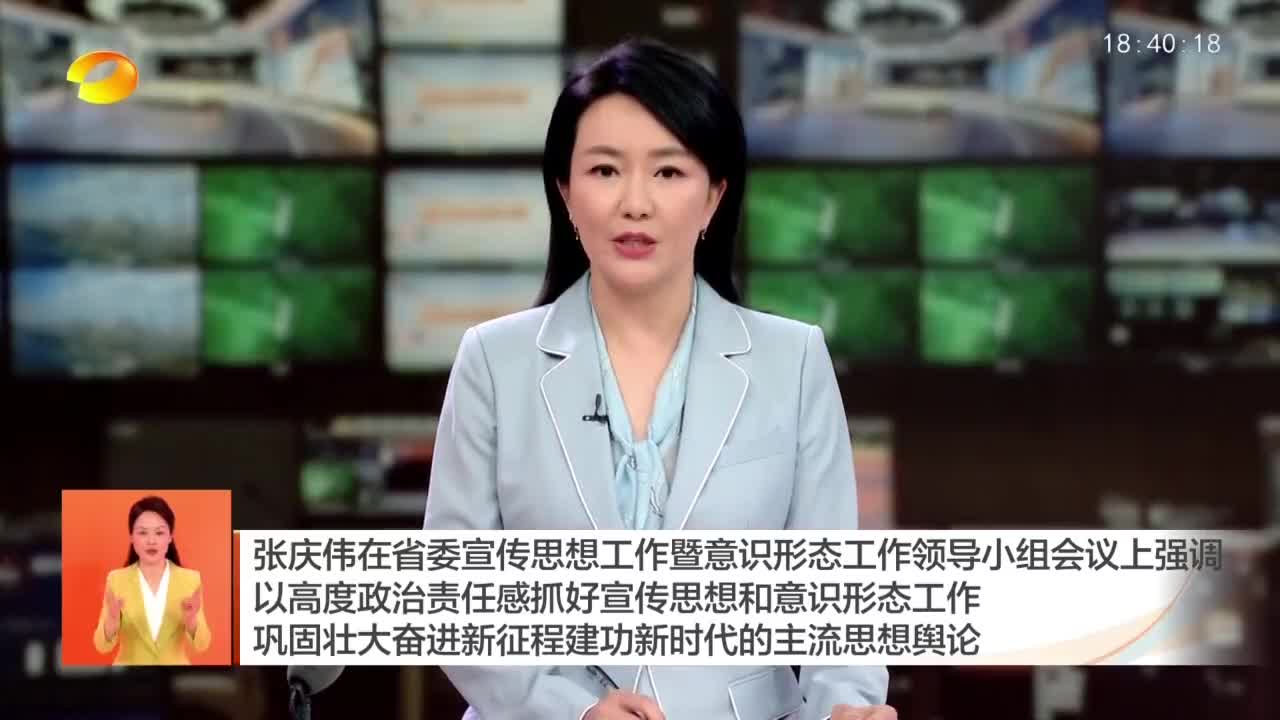 18:40:18
张庆伟在省委宣传思想工作暨意识形态工作领导小组会议上强调
以高度政治责任感抓好宣传思想和意识形态工作
巩固壮大奋进新征程建功新时代的主流思想舆论